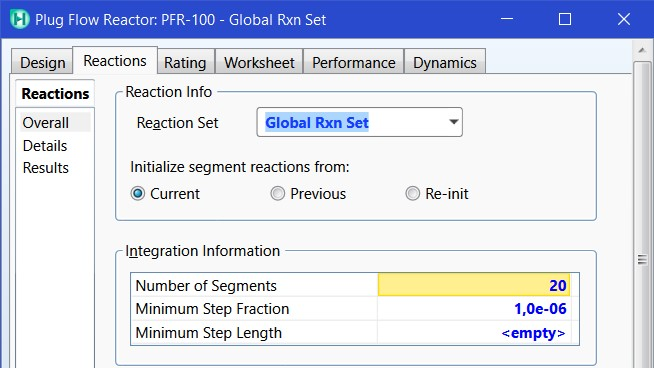 Plug Flow Reactor: PFR-100 - Global Rxn Set
Design Reactions Rating Worksheet Performance Dynamics
Reactions
Overall
Details
Results
Reaction Info
Reaction Set Global Rxn Set
Initialize segment reactions from:
Current Previous Re-init
Integration Information
Number of Segments 20
Minimum Step Fraction 1,0e-06
Minimum Step Length <empty>